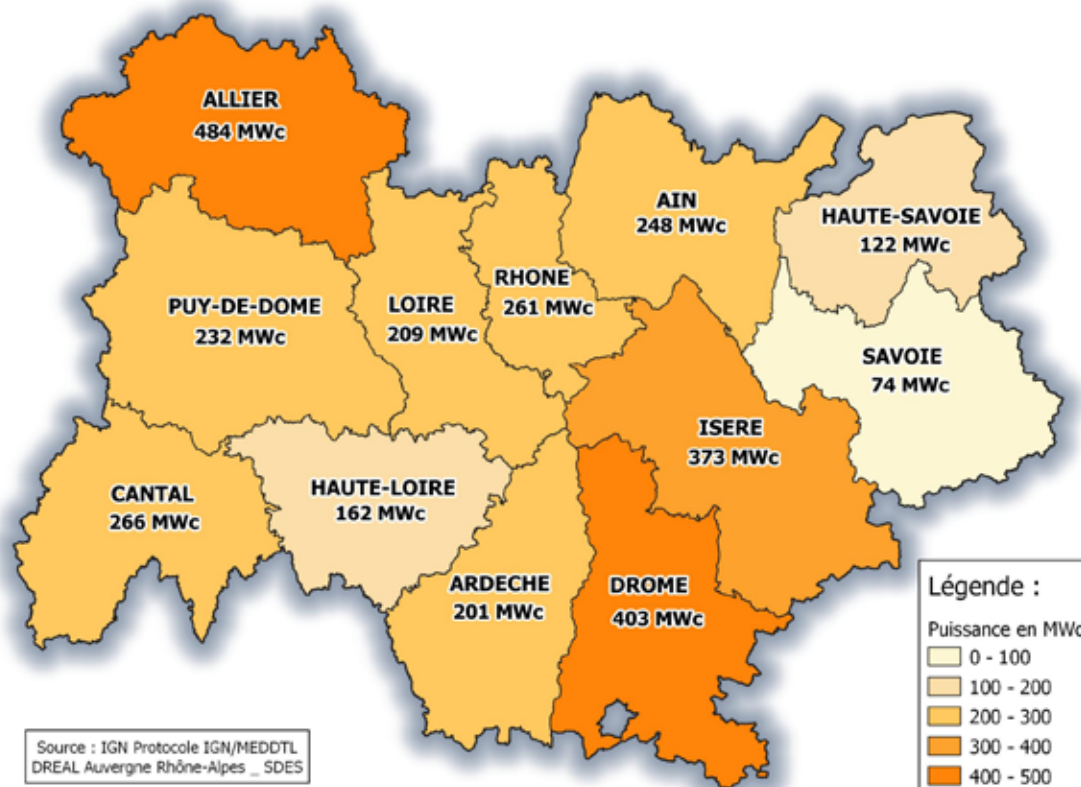 ALLIER
484 MWc
AIN
248 MWc
HAUTE-SAVOIE
122 MWc
PUY-DE-DOME
232 MWc
LOIRE
209 MWc
RHONE
261 MWc
SAVOIE
74 MWc
ISERE
373 MWc
CANTAL
266 MWc
HAUTE-LOIRE
162 MWc
ARDECHE
201 MWc
DROME
403 MWc
Légende :
Puissance en MWc
0 - 100
100 - 200
200 - 300
300 - 400
400 - 500
Source : IGN Protocole IGN/MEDDTL
DREAL Auvergne Rhône-Alpes _ SDES